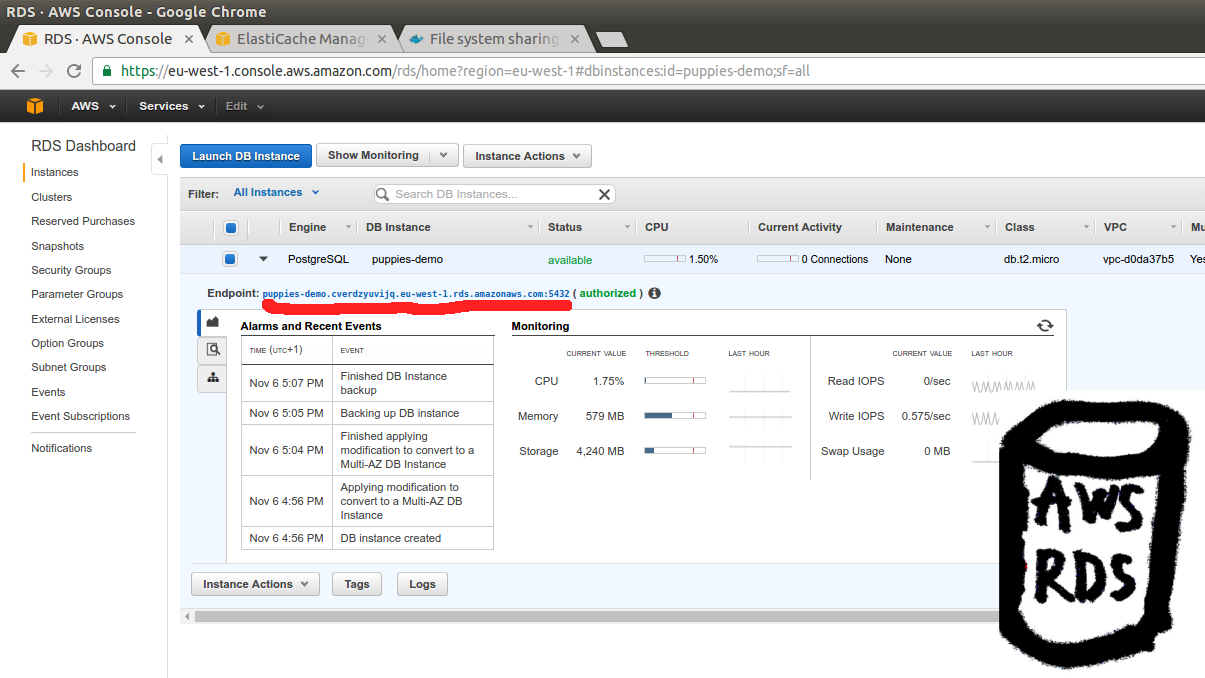 RDS · AWS Console - Google Chrome
RDS · AWS Console
ElastiCache Manag
File system sharing
https://eu-west-1.console.aws.amazon.com/rds/home?region=eu-west-1#dbinstances:id=puppies-demo;sf=all
AWS Services Edit
RDS Dashboard
Instances
Clusters
Reserved Purchases
Snapshots
Security Groups
Parameter Groups
External Licenses
Option Groups
Subnet Groups
Events
Event Subscriptions
Notifications
Launch DB Instance Show Monitoring Instance Actions
Filter: All Instances Search DB Instances...
Engine DB Instance Status CPU Current Activity Maintenance Class VPC Mu
PostgreSQL puppies-demo available 1.50% 0 Connections None db.t2.micro vpc-d0da37b5 Yes
Endpoint: puppies-demo.cverdzyuvijq.eu-west-1.rds.amazonaws.com:5432 ( authorized )
Alarms and Recent Events
TIME (UTC+1) EVENT
Nov 6 5:07 PM Finished DB Instance
backup
Nov 6 5:05 PM Backing up DB instance
Nov 6 5:04 PM Finished applying
modification to convert to a
Multi-AZ DB Instance
Nov 6 4:56 PM Applying modification to
convert to a Multi-AZ DB
Instance
Nov 6 4:56 PM DB instance created
Monitoring
CURRENT VALUE THRESHOLD LAST HOUR
CPU 1.75%
Memory 579 MB
Storage 4,240 MB
CURRENT VALUE LAST HOUR
Read IOPS 0/sec
Write IOPS 0.575/sec
Swap Usage 0 MB
Instance Actions Tags Logs
AWS
RDS